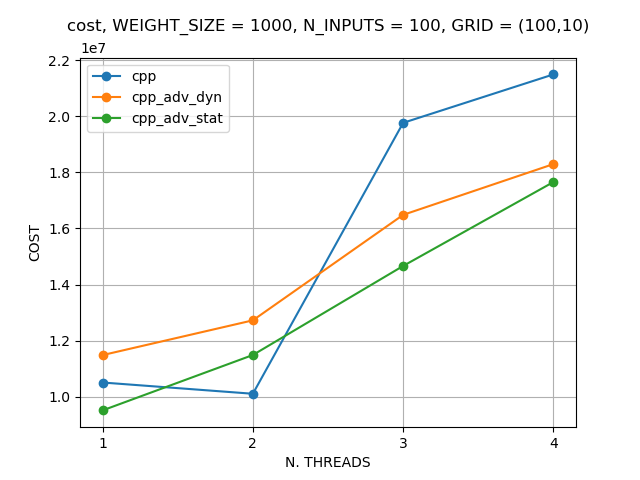 cost, WEIGHT_SIZE = 1000, N_INPUTS = 100, GRID = (100,10)
1e7
2.2
2.0
1.8
1.6
1.4
1.2
1.0
COST
cpp
cpp_adv_dyn
cpp_adv_stat
1 2 3 4
N. THREADS